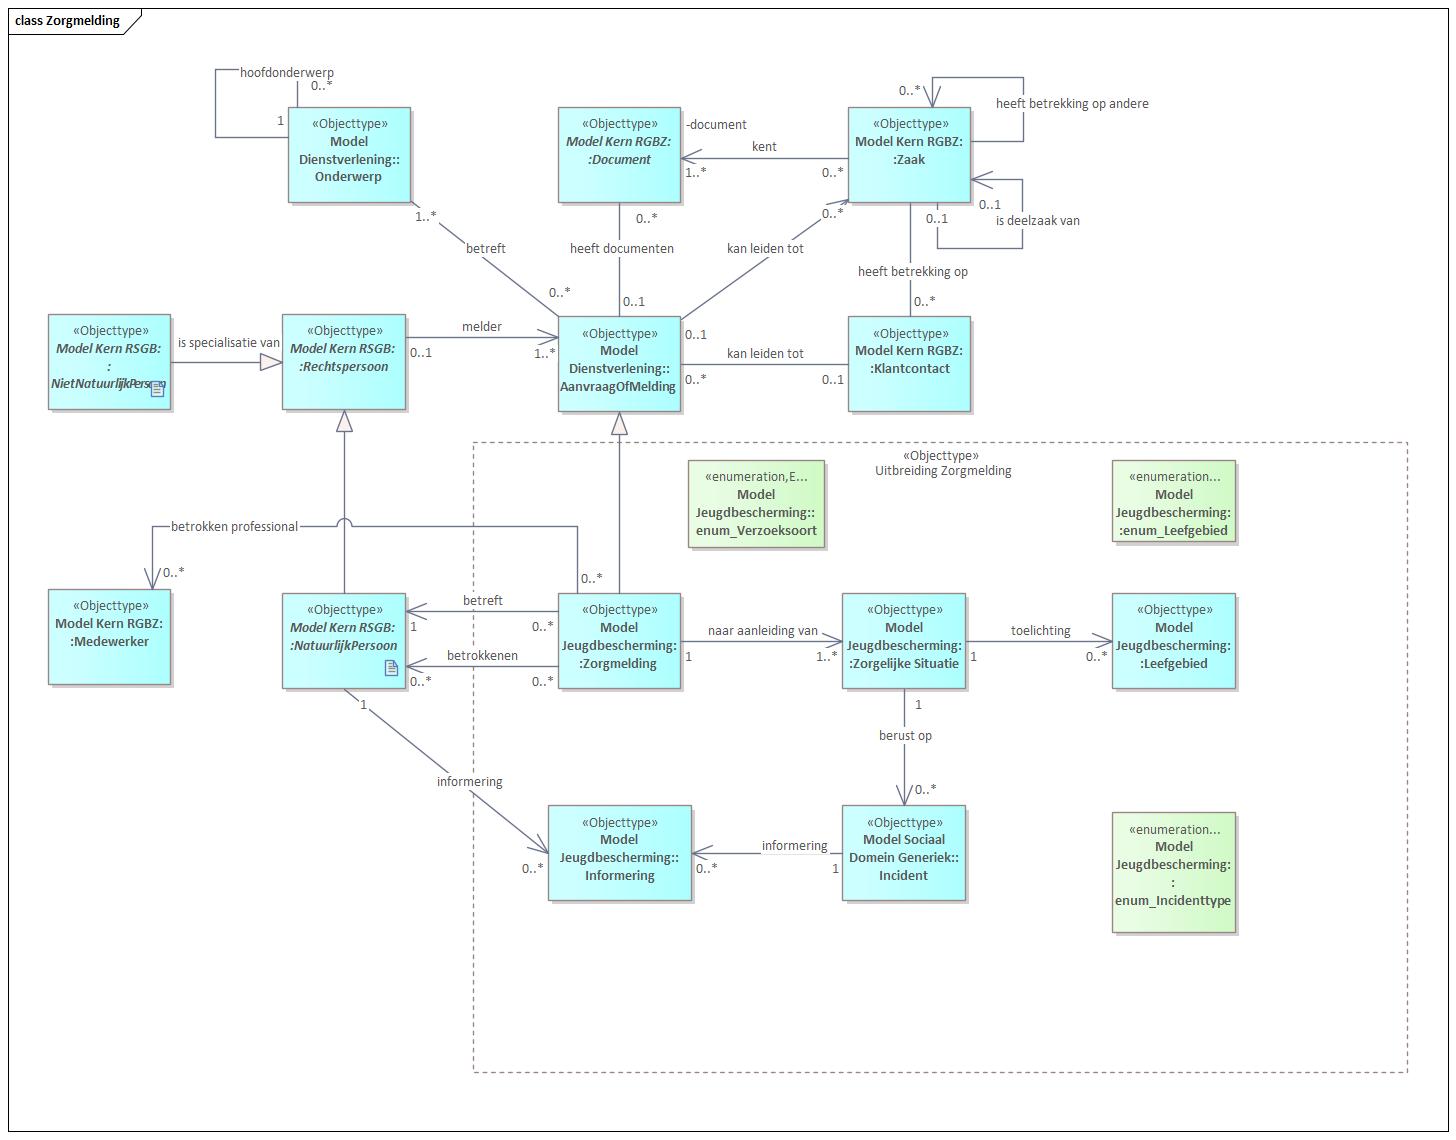 class Zorgmelding
hoofdonderwerp
0..*
1
«Objecttype»
Model
Dienstverlening::
Onderwerp
«Objecttype»
Model Kern RGBZ:
:Document
-document
kent
1..*
0..*
«Objecttype»
Model Kern RGBZ:
:Zaak
0..*
heeft betrekking op andere
0..1
0..1
is deelzaak van
1..*
betreft
0..*
0..*
heeft documenten
0..1
0..*
kan leiden tot
0..1
heeft betrekking op
0..*
«Objecttype»
Model Kern RSGB:
:
NietNatuurlijkPersoon
is specialisatie van
«Objecttype»
Model Kern RSGB:
:Rechtspersoon
melder
0..1
1..*
«Objecttype»
Model
Dienstverlening::
AanvraagOfMelding
kan leiden tot
0..*
0..1
«Objecttype»
Model Kern RGBZ:
:Klantcontact
«Objecttype»
Uitbreiding Zorgmelding
«enumeration,E...
Model
Jeugdbescherming::
enum_Verzoeksoort
«enumeration...
Model
Jeugdbescherming:
:enum_Leefgebied
betrokken professional
0..*
0..*
«Objecttype»
Model Kern RGBZ:
:Medewerker
«Objecttype»
Model Kern RSGB:
:NatuurlijkPersoon
betreft
1
0..*
betrokkenen
0..*
0..*
«Objecttype»
Model
Jeugdbescherming:
:Zorgmelding
naar aanleiding van
1
1..*
«Objecttype»
Model
Jeugdbescherming:
:Zorgelijke Situatie
toelichting
1
0..*
«Objecttype»
Model
Jeugdbescherming:
:Leefgebied
1
informering
0..*
1
berust op
0..*
«Objecttype»
Model
Jeugdbescherming::
Informering
informering
0..*
1
«Objecttype»
Model Sociaal
Domein Generiek::
Incident
«enumeration...
Model
Jeugdbescherming:
:
enum_Incidenttype